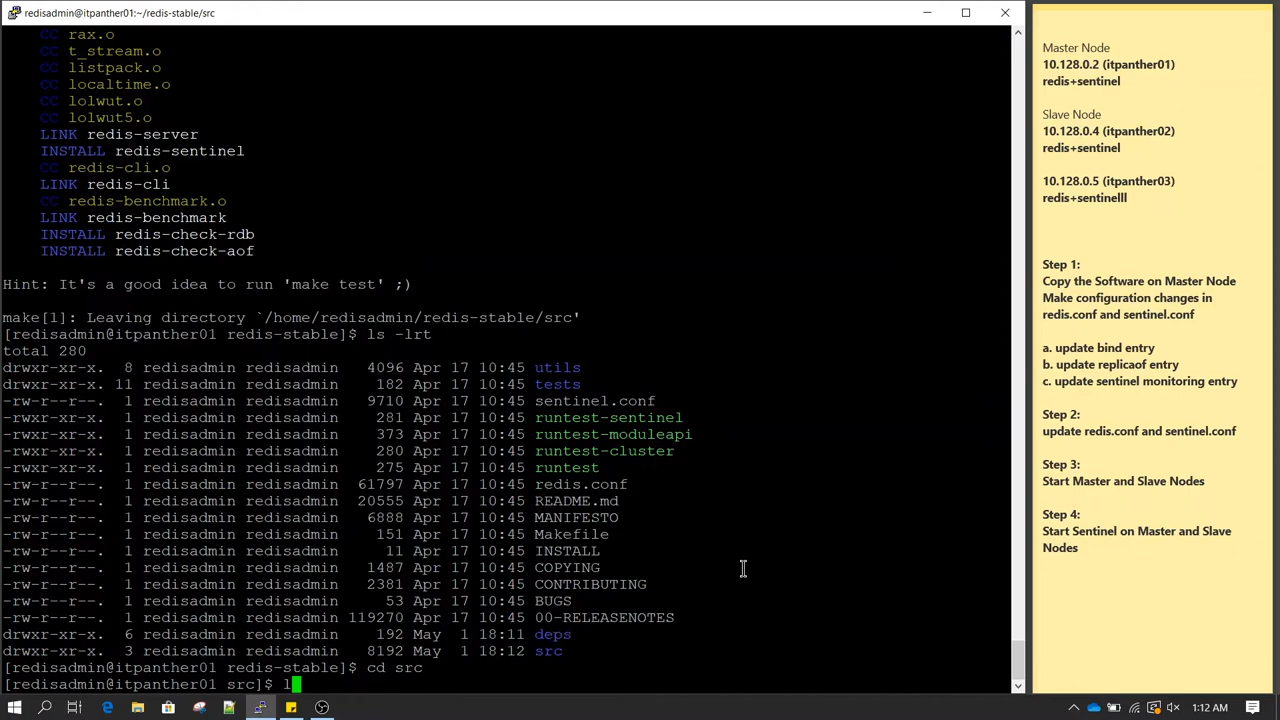 redisadmin@itpanther01:~/redis-stable/src
CC rax.o
CC t_stream.o
CC listpack.o
CC localtime.o
CC lolwut.o
CC lolwut5.o
LINK redis-server
INSTALL redis-sentinel
CC redis-cli.o
LINK redis-cli
CC redis-benchmark.o
LINK redis-benchmark
INSTALL redis-check-rdb
INSTALL redis-check-aof
Hint: It's a good idea to run 'make test' ;)
make[1]: Leaving directory `/home/redisadmin/redis-stable/src'
[redisadmin@itpanther01 redis-stable]$ ls -lrt
total 280
drwxr-xr-x.  8 redisadmin redisadmin   4096 Apr 17 10:45 utils
drwxr-xr-x. 11 redisadmin redisadmin    182 Apr 17 10:45 tests
-rw-r--r--.  1 redisadmin redisadmin   9710 Apr 17 10:45 sentinel.conf
-rwxr-xr-x.  1 redisadmin redisadmin    281 Apr 17 10:45 runtest-sentinel
-rwxr-xr-x.  1 redisadmin redisadmin    373 Apr 17 10:45 runtest-moduleapi
-rwxr-xr-x.  1 redisadmin redisadmin    280 Apr 17 10:45 runtest-cluster
-rwxr-xr-x.  1 redisadmin redisadmin    275 Apr 17 10:45 runtest
-rw-r--r--.  1 redisadmin redisadmin  61797 Apr 17 10:45 redis.conf
-rw-r--r--.  1 redisadmin redisadmin  20555 Apr 17 10:45 README.md
-rw-r--r--.  1 redisadmin redisadmin   6888 Apr 17 10:45 MANIFESTO
-rw-r--r--.  1 redisadmin redisadmin    151 Apr 17 10:45 Makefile
-rw-r--r--.  1 redisadmin redisadmin     11 Apr 17 10:45 INSTALL
-rw-r--r--.  1 redisadmin redisadmin   1487 Apr 17 10:45 COPYING
-rw-r--r--.  1 redisadmin redisadmin   2381 Apr 17 10:45 CONTRIBUTING
-rw-r--r--.  1 redisadmin redisadmin     53 Apr 17 10:45 BUGS
-rw-r--r--.  1 redisadmin redisadmin 119270 Apr 17 10:45 00-RELEASENOTES
drwxr-xr-x.  6 redisadmin redisadmin    192 May  1 18:11 deps
drwxr-xr-x.  3 redisadmin redisadmin   8192 May  1 18:12 src
[redisadmin@itpanther01 redis-stable]$ cd src
[redisadmin@itpanther01 src]$ l
Master Node
10.128.0.2 (itpanther01)
redis+sentinel
Slave Node
10.128.0.4 (itpanther02)
redis+sentinel
10.128.0.5 (itpanther03)
redis+sentinelll
Step 1:
Copy the Software on Master Node
Make configurtation changes in
redis.conf and sentinel.conf
a. update bind entry
b. update replicaof entry
c. update sentinel monitoring entry
Step 2:
update redis.conf and sentinel.conf
Step 3:
Start Master and Slave Nodes
Step 4:
Start Sentinel on Master and Slave
Nodes
1:12 AM